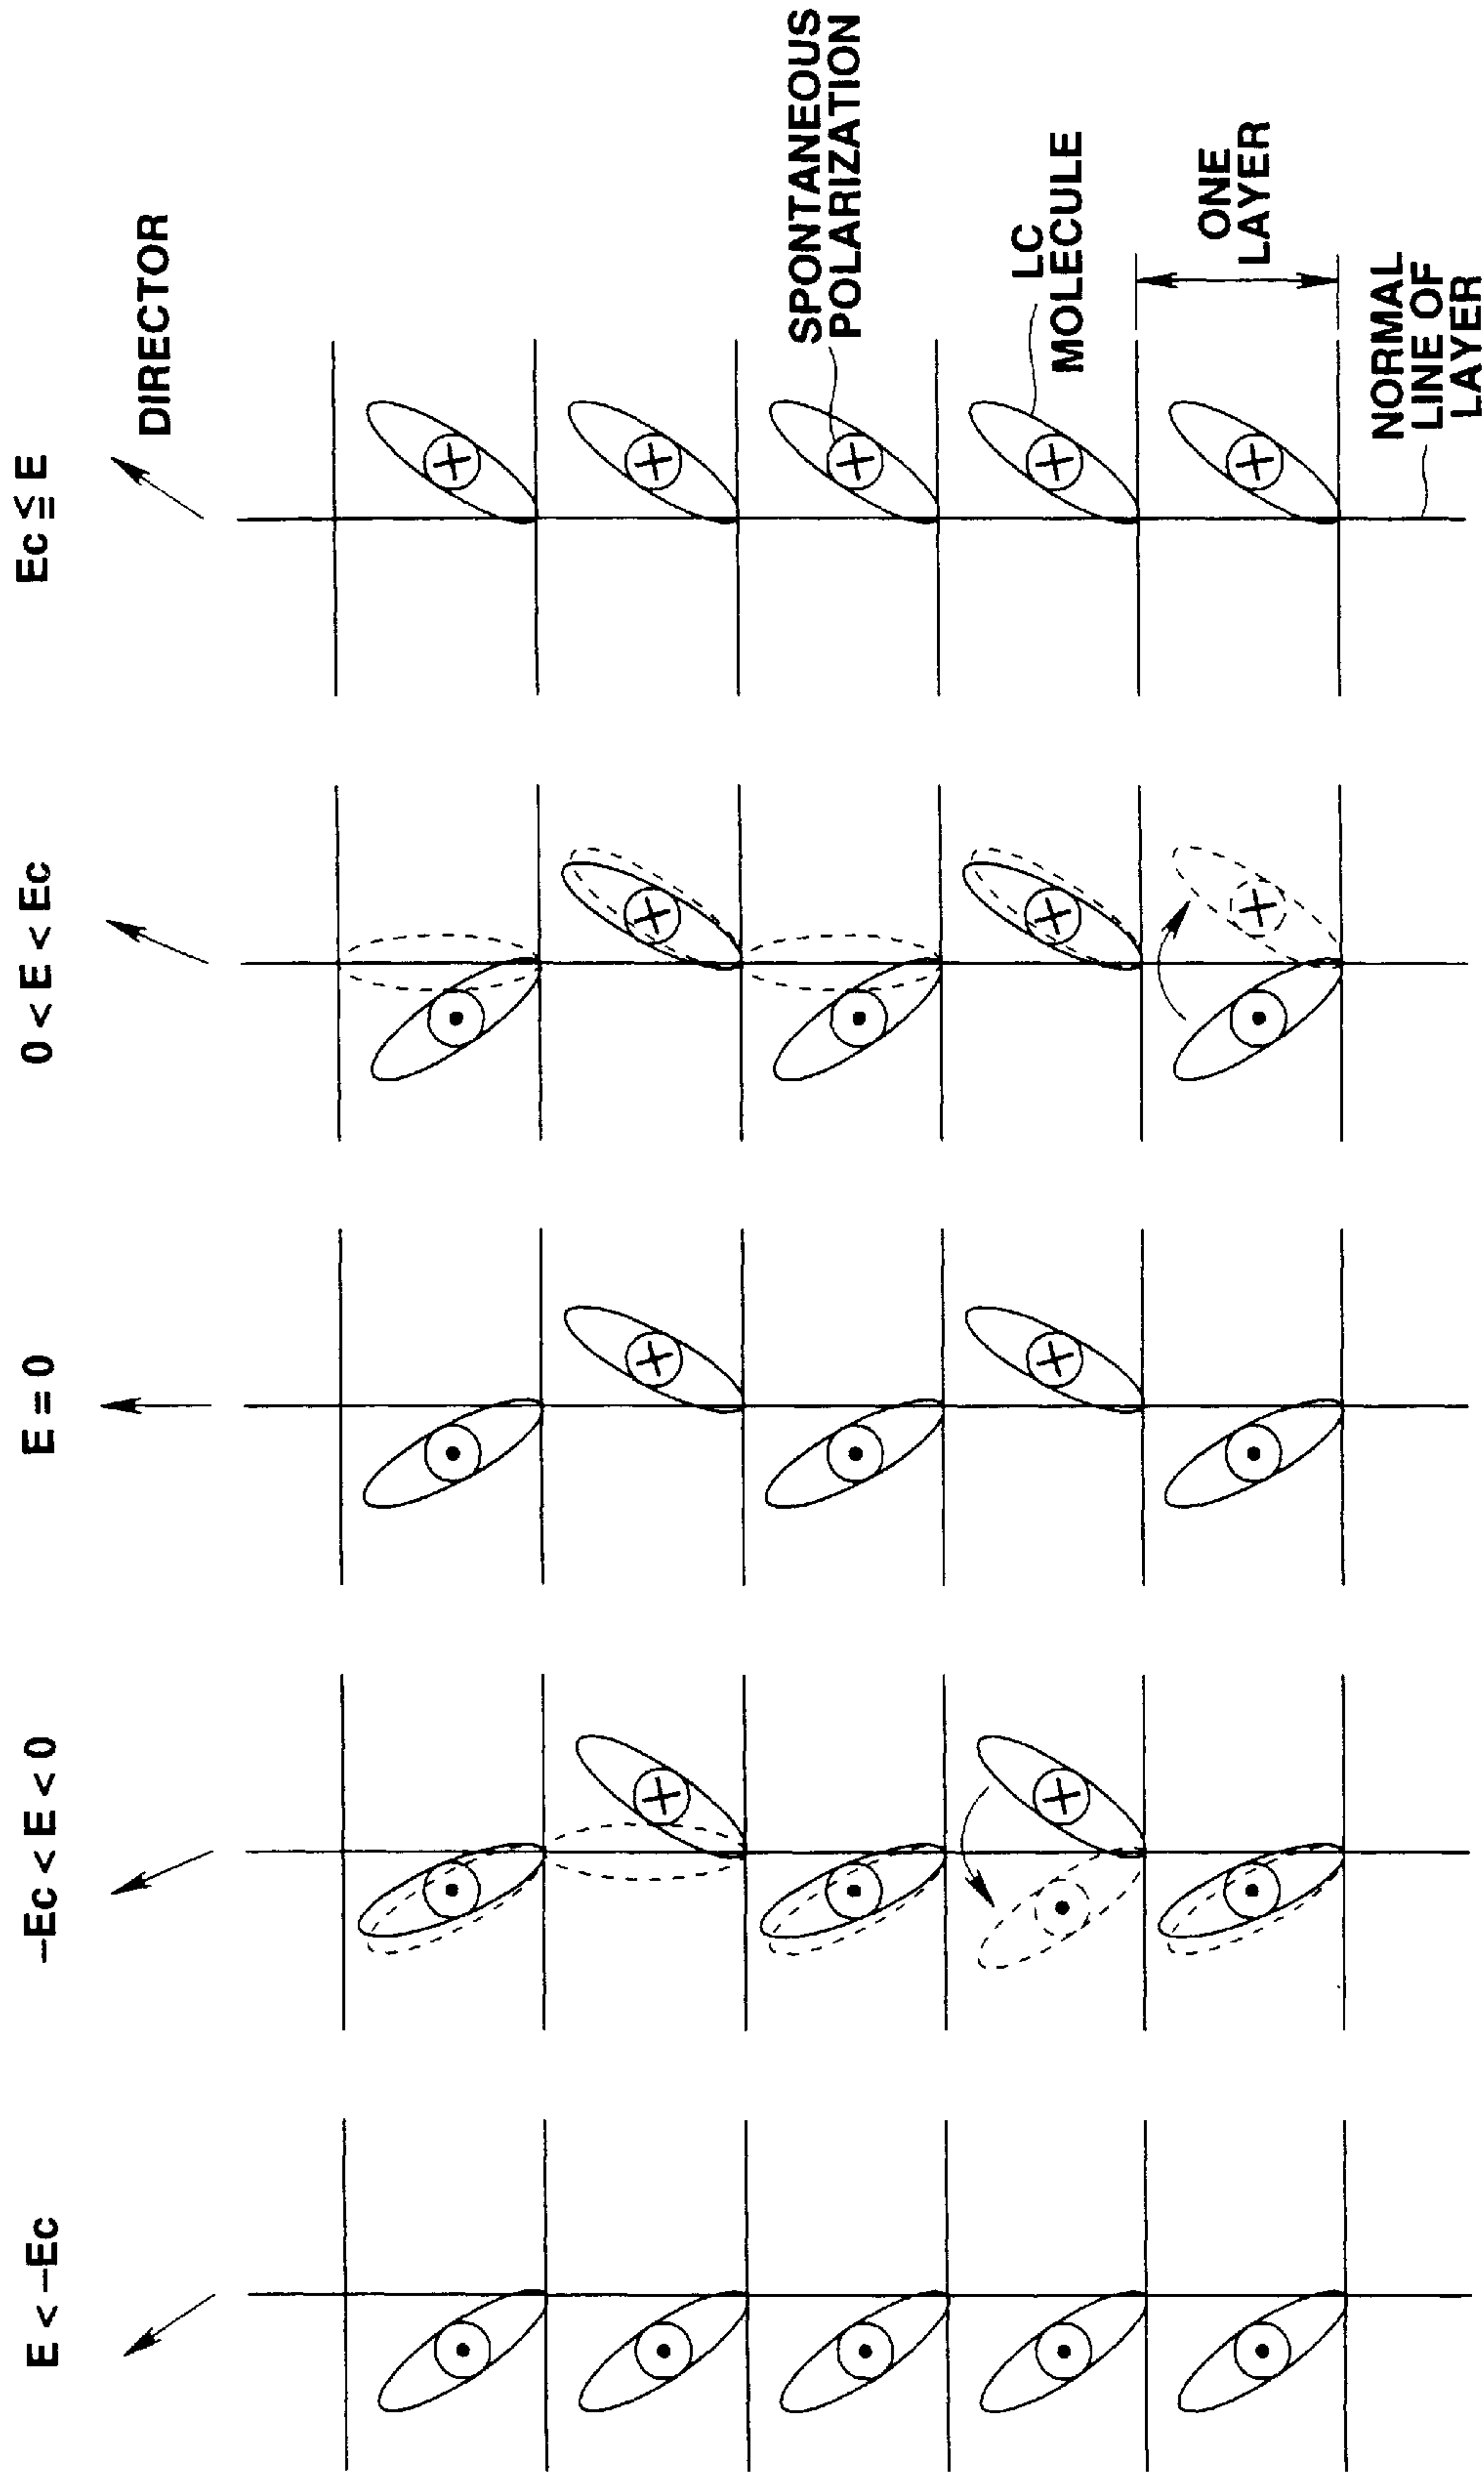 E < –Ec
–Ec < E < 0
E = 0
0 < E < Ec
Ec ≦ E
DIRECTOR
SPONTANEOUS
POLARIZATION
LC
MOLECULE
ONE
LAYER
NORMAL
LINE OF
LAYER